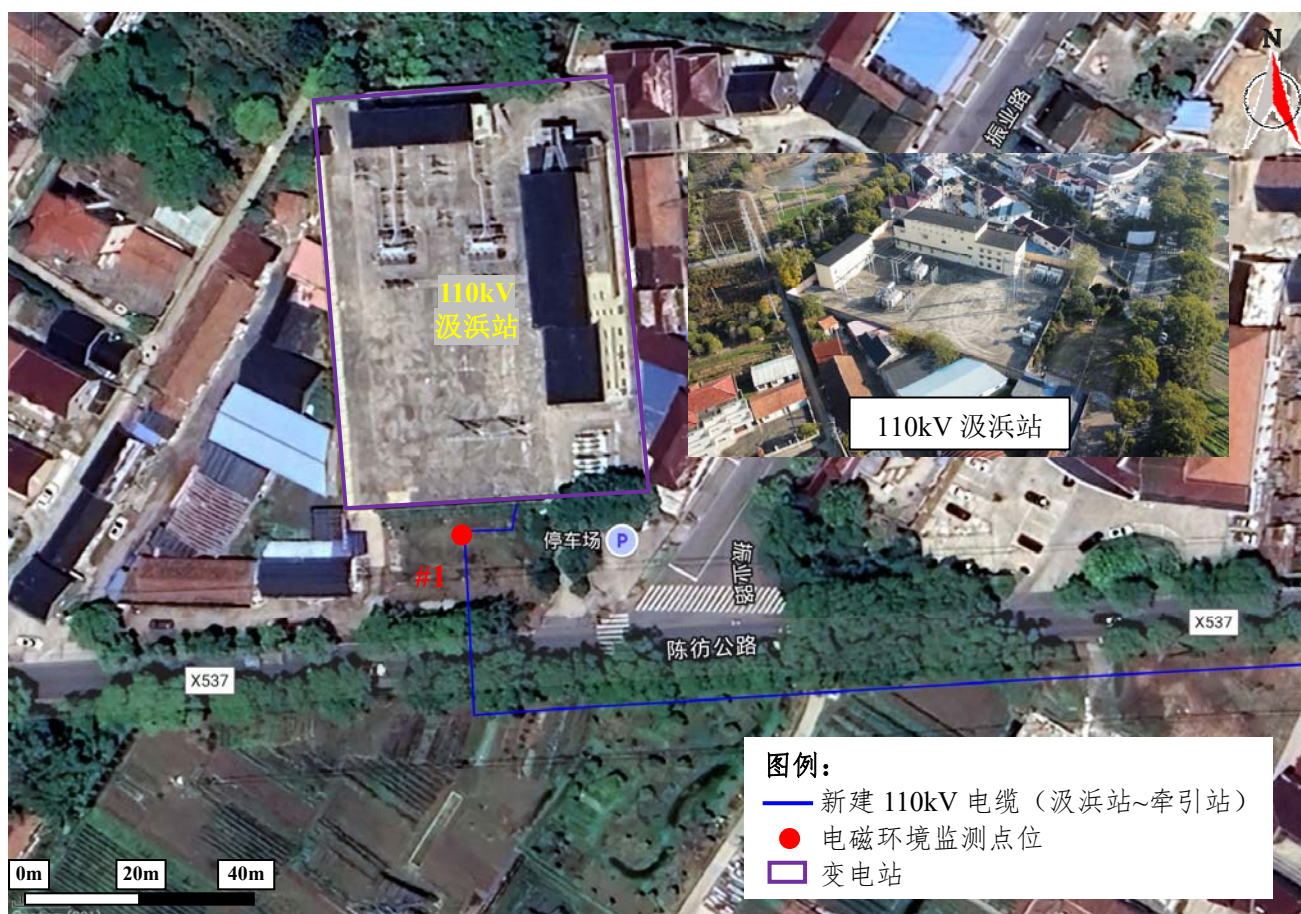 N
振业路
110kV
汲浜站
110kV 汲浜站
停车场 P
#1
振业路
X537
陈彷公路
X537
图例：
新建 110kV 电缆（汲浜站~牵引站）
电磁环境监测点位
变电站
0m 20m 40m